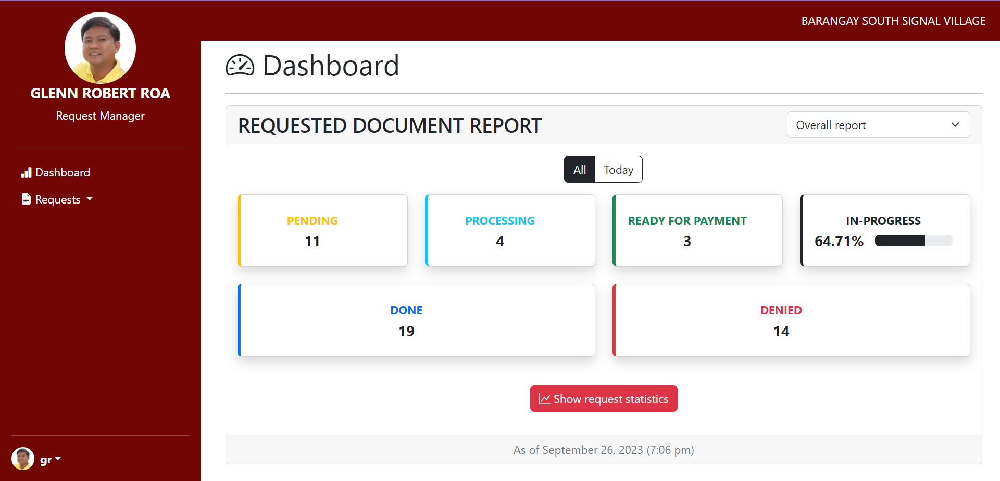 BARANGAY SOUTH SIGNAL VILLAGE
GLENN ROBERT ROA
Request Manager
Dashboard
Requests
gr
Dashboard
REQUESTED DOCUMENT REPORT
Overall report
All
Today
PENDING
11
PROCESSING
4
READY FOR PAYMENT
3
IN-PROGRESS
64.71%
DONE
19
DENIED
14
Show request statistics
As of September 26, 2023 (7:06 pm)